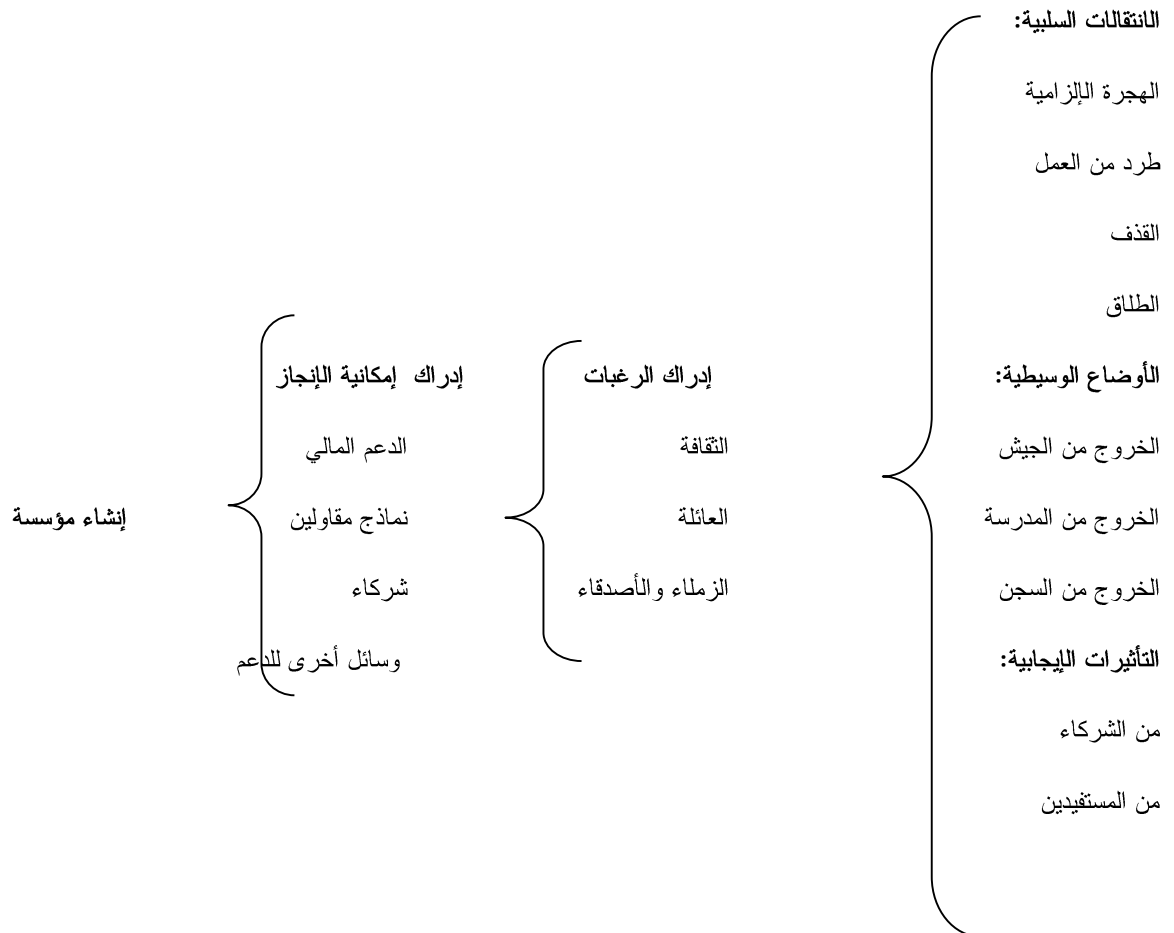 الانتقالات السلبية:
الهجرة الإلزامية
طرد من العمل
القذف
الطلاق
الأوضاع الوسيطية:
الخروج من الجيش
الخروج من المدرسة
الخروج من السجن
التأثيرات الإيجابية:
من الشركاء
من المستفيدين
إدراك الرغبات
الثقافة
العائلة
الزملاء والأصدقاء
إدراك إمكانية الإنجاز
الدعم المالي
نماذج مقاولين
شركاء
وسائل أخرى للدعم
إنشاء مؤسسة